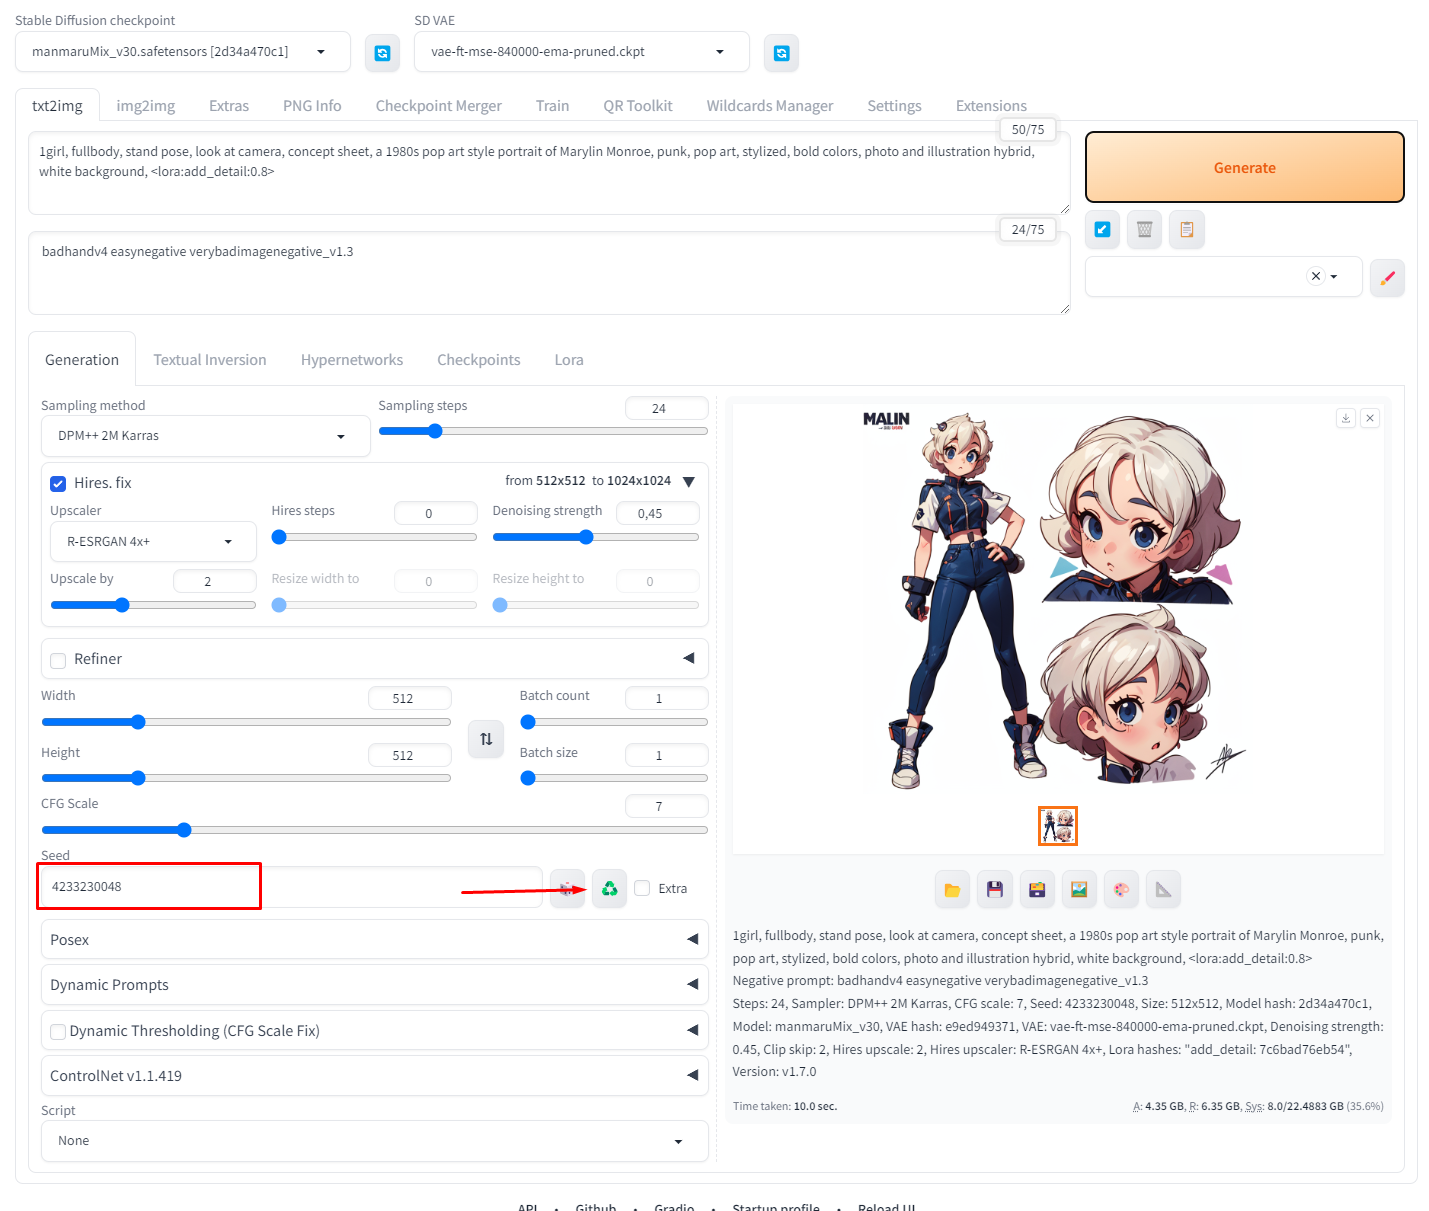 Stable Diffusion checkpoint
SD VAE
manmaruMix_v30.safetensors [2d34a470c1]
vae-ft-mse-840000-ema-pruned.ckpt
txt2img
img2img
Extras
PNG Info
Checkpoint Merger
Train
QR Toolkit
Wildcards Manager
Settings
Extensions
50/75
1girl, fullbody, stand pose, look at camera, concept sheet, a 1980s pop art style portrait of Marylin Monroe, punk, pop art, stylized, bold colors, photo and illustration hybrid,
white background, <lora:add_detail:0.8>
Generate
24/75
badhandv4 easynegative verybadimagenegative_v1.3
Generation
Textual Inversion
Hypernetworks
Checkpoints
Lora
Sampling method
DPM++ 2M Karras
Sampling steps
24
Hires. fix
from 512x512 to 1024x1024
Upscaler
R-ESRGAN 4x+
Hires steps
0
Denoising strength
0,45
Upscale by
2
Resize width to
0
Resize height to
0
Refiner
Width
512
Batch count
1
Height
512
Batch size
1
CFG Scale
7
Seed
4233230048
Extra
Posex
Dynamic Prompts
Dynamic Thresholding (CFG Scale Fix)
ControlNet v1.1.419
Script
None
MALIN
1girl, fullbody, stand pose, look at camera, concept sheet, a 1980s pop art style portrait of Marylin Monroe, punk,
pop art, stylized, bold colors, photo and illustration hybrid, white background, <lora:add_detail:0.8>
Negative prompt: badhandv4 easynegative verybadimagenegative_v1.3
Steps: 24, Sampler: DPM++ 2M Karras, CFG scale: 7, Seed: 4233230048, Size: 512x512, Model hash: 2d34a470c1,
Model: manmaruMix_v30, VAE hash: e9ed949371, VAE: vae-ft-mse-840000-ema-pruned.ckpt, Denoising strength:
0.45, Clip skip: 2, Hires upscale: 2, Hires upscaler: R-ESRGAN 4x+, Lora hashes: "add_detail: 7c6bad76eb54",
Version: v1.7.0
Time taken: 10.0 sec.
A: 4.35 GB, R: 6.35 GB, Sys: 8.0/22.4883 GB (35.6%)
API • Github • Gradio • Startup profile • Reload UI